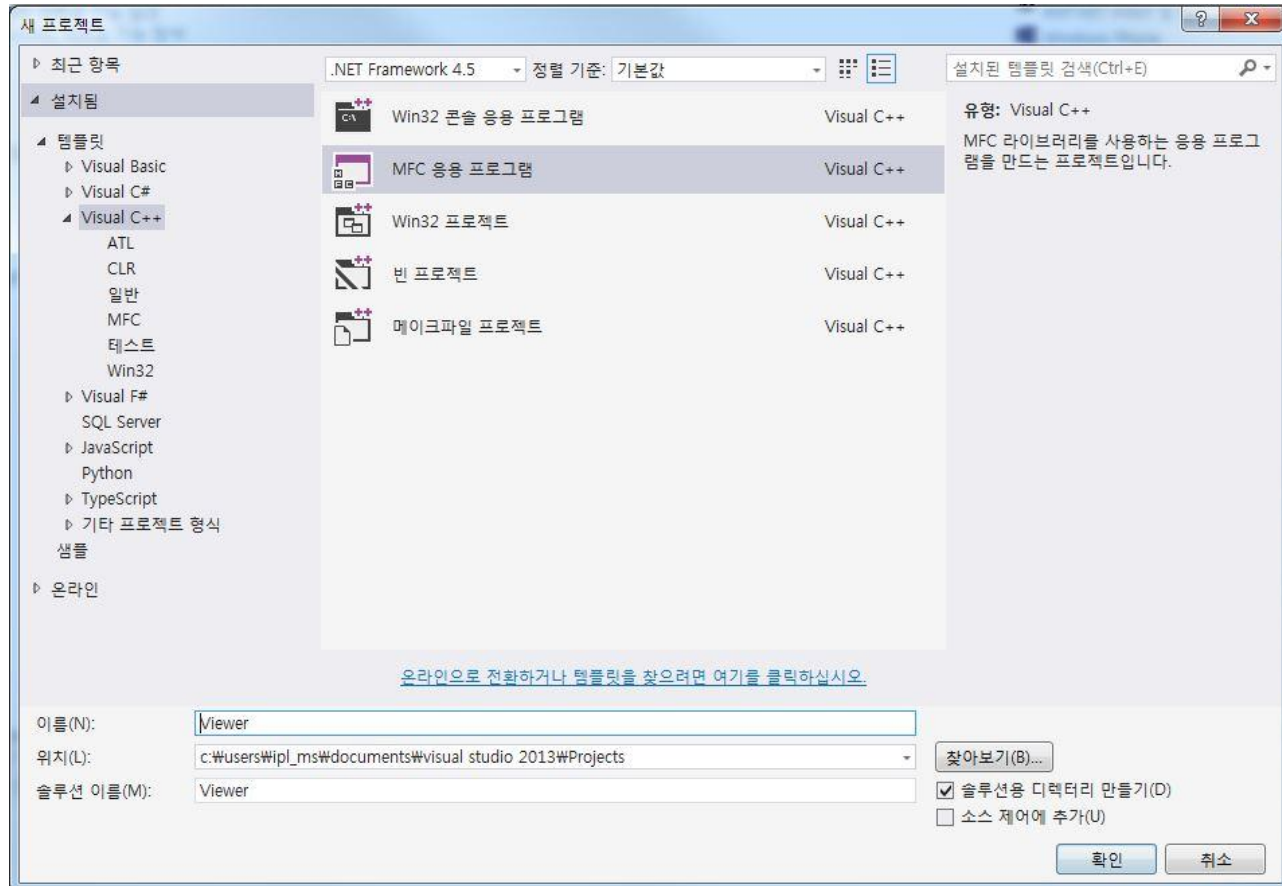 새 프로젝트
최근 항목
설치됨
템플릿
Visual Basic
Visual C#
Visual C++
ATL
CLR
일반
MFC
테스트
Win32
Visual F#
SQL Server
JavaScript
Python
TypeScript
기타 프로젝트 형식
샘플
온라인
.NET Framework 4.5 정렬 기준: 기본값
Win32 콘솔 응용 프로그램 Visual C++
MFC 응용 프로그램 Visual C++
Win32 프로젝트 Visual C++
빈 프로젝트 Visual C++
메이크파일 프로젝트 Visual C++
온라인으로 전환하거나 템플릿을 찾으려면 여기를 클릭하십시오.
설치된 템플릿 검색(Ctrl+E)
유형: Visual C++
MFC 라이브러리를 사용하는 응용 프로그
램을 만드는 프로젝트입니다.
이름(N): Viewer
위치(L): c:₩users₩ipl_ms₩documents₩visual studio 2013₩Projects 찾아보기(B)...
솔루션 이름(M): Viewer
솔루션용 디렉터리 만들기(D)
소스 제어에 추가(U)
확인 취소